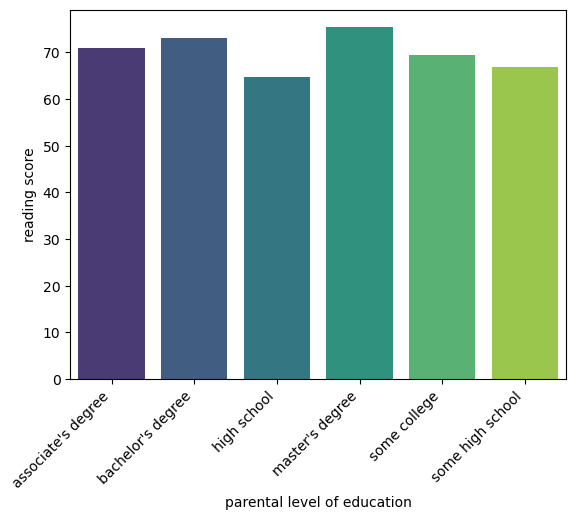 70
60
50
40
30
20
10
0
reading score
associate's degree
bachelor's degree
high school
master's degree
some college
some high school
parental level of education